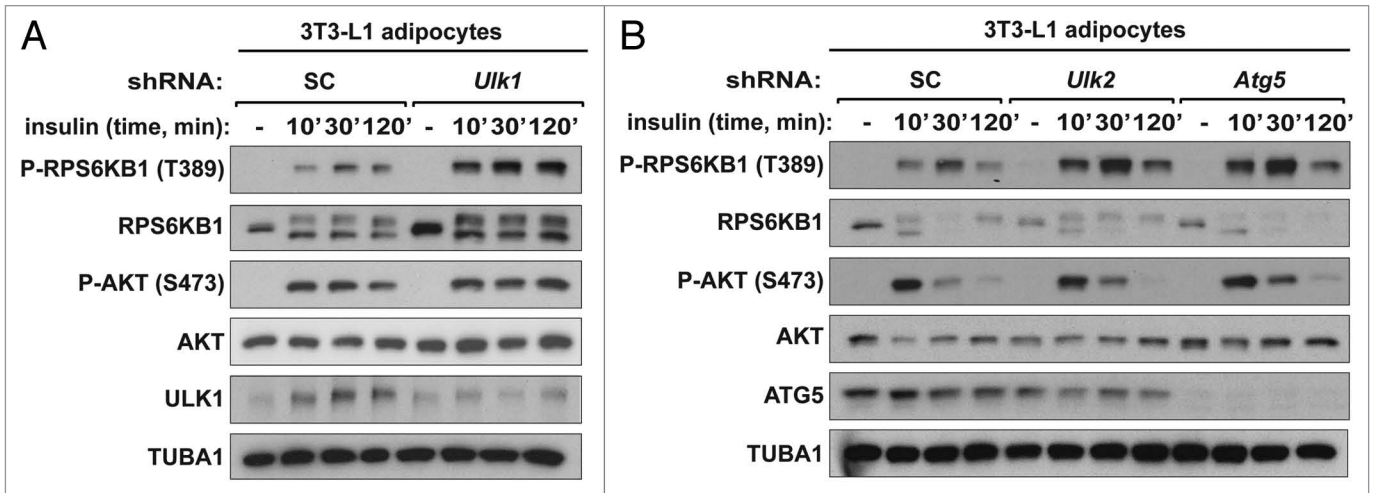 A
3T3-L1 adipocytes
shRNA: SC Ulk1
insulin (time, min): - 10’ 30’ 120’ - 10’ 30’ 120’
P-RPS6KB1 (T389)
RPS6KB1
P-AKT (S473)
AKT
ULK1
TUBA1
B
3T3-L1 adipocytes
shRNA: SC Ulk2 Atg5
insulin (time, min): - 10’ 30’ 120’ - 10’ 30’ 120’ - 10’ 30’ 120’
P-RPS6KB1 (T389)
RPS6KB1
P-AKT (S473)
AKT
ATG5
TUBA1